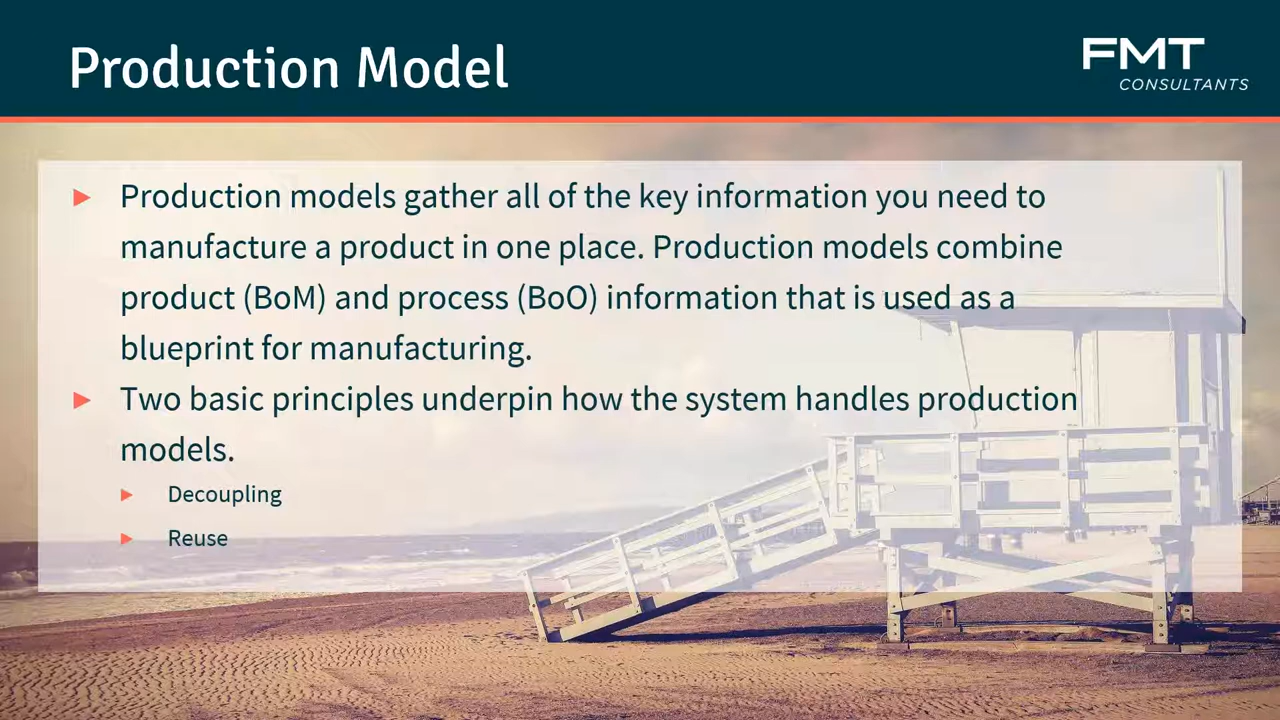 Production Model
FMT
CONSULTANTS
Production models gather all of the key information you need to
manufacture a product in one place. Production models combine
product (BoM) and process (BoO) information that is used as a
blueprint for manufacturing.
Two basic principles underpin how the system handles production
models.
Decoupling
Reuse